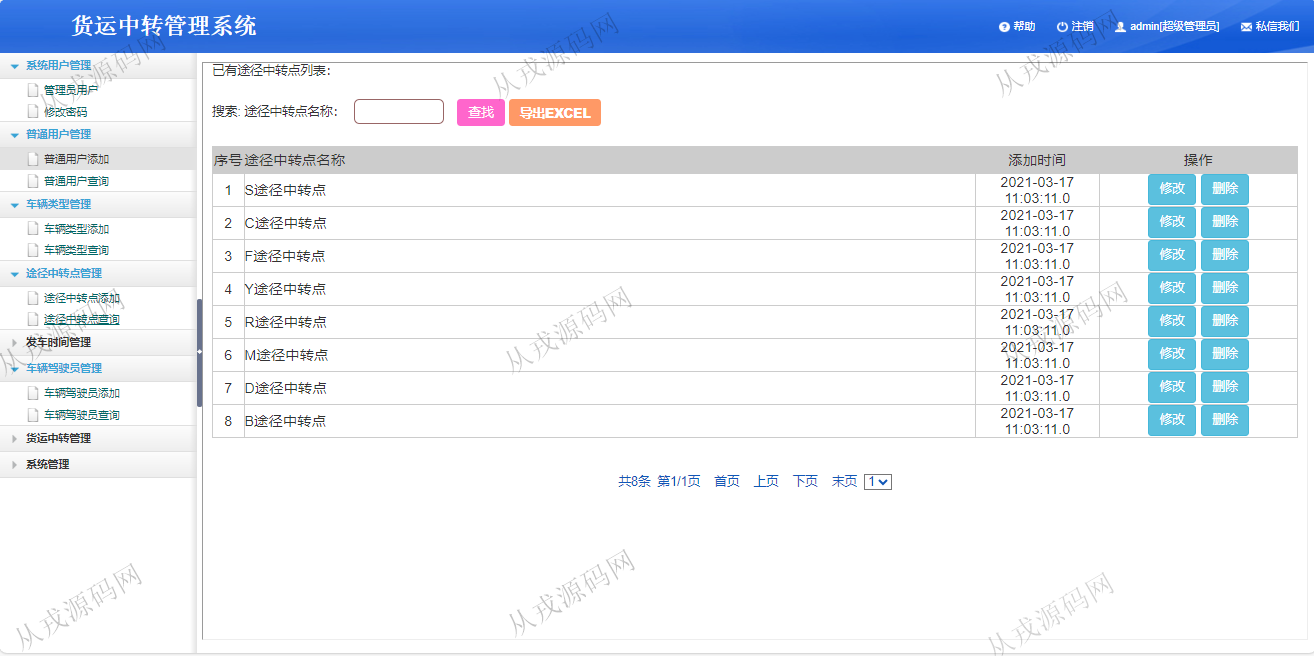 货运中转管理系统
帮助 注销 admin[超级管理员] 私信我们
系统用户管理
管理员用户
修改密码
普通用户管理
普通用户添加
普通用户查询
车辆类型管理
车辆类型添加
车辆类型查询
途径中转点管理
途径中转点添加
途径中转点查询
发车时间管理
车辆驾驶员管理
车辆驾驶员添加
车辆驾驶员查询
货运中转管理
系统管理
已有途径中转点列表：
搜索: 途径中转点名称： 查找 导出EXCEL
序号 途径中转点名称 添加时间 操作
1 S途径中转点 2021-03-17 11:03:11.0 修改 删除
2 C途径中转点 2021-03-17 11:03:11.0 修改 删除
3 F途径中转点 2021-03-17 11:03:11.0 修改 删除
4 Y途径中转点 2021-03-17 11:03:11.0 修改 删除
5 R途径中转点 2021-03-17 11:03:11.0 修改 删除
6 M途径中转点 2021-03-17 11:03:11.0 修改 删除
7 D途径中转点 2021-03-17 11:03:11.0 修改 删除
8 B途径中转点 2021-03-17 11:03:11.0 修改 删除
共8条 第1/1页 首页 上页 下页 末页 1
从戎源码网
从戎源码网
从戎源码网
从戎源码网
从戎源码网
从戎源码网
从戎源码网
从戎源码网
从戎源码网